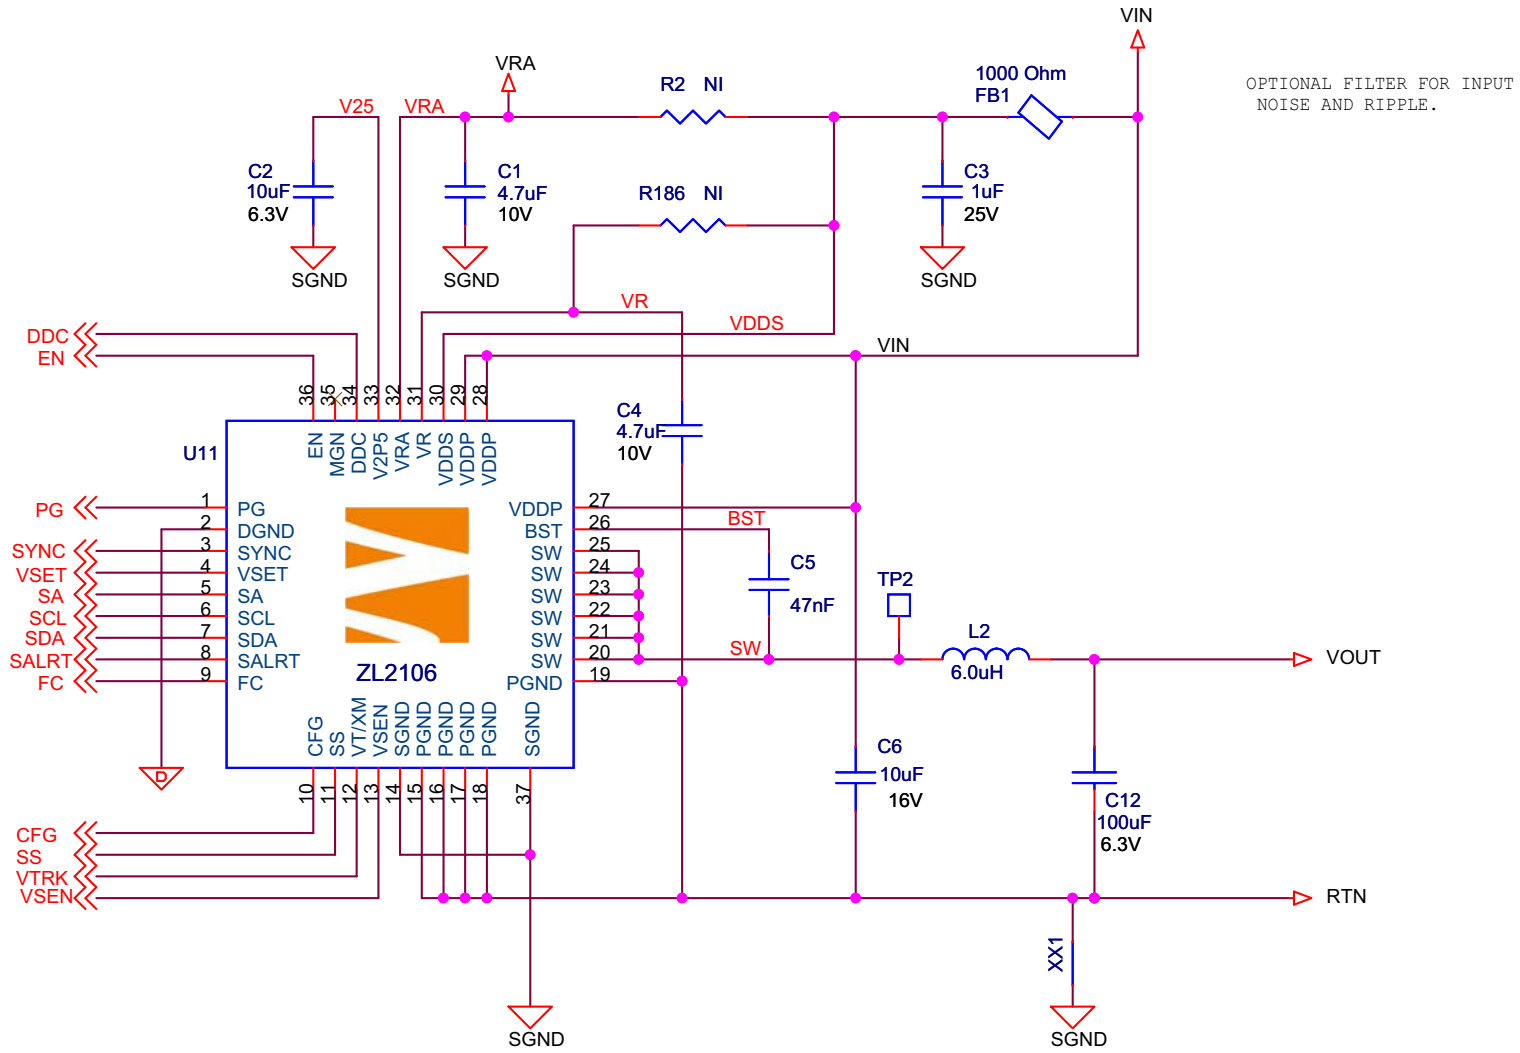 VIN
OPTIONAL FILTER FOR INPUT
NOISE AND RIPPLE.
VRA
R2 NI
1000 Ohm
FB1
V25
VRA
C2
10uF
6.3V
C1
4.7uF
10V
R186 NI
C3
1uF
25V
SGND
SGND
SGND
VR
VDDS
VIN
DDC
EN
36
35
34
33
32
31
30
29
28
C4
4.7uF
10V
U11
EN
MGN
DDC
V2P5
VRA
VR
VDDS
VDDP
VDDP
PG
1
PG
VDDP
27
2
DGND
BST
26
BST
SYNC
3
SYNC
SW
25
VSET
4
VSET
SW
24
SA
5
SA
SW
23
SCL
6
SCL
SW
22
SDA
7
SDA
SW
21
SALRT
8
SALRT
SW
20
SW
FC
9
FC
PGND
19
C5
47nF
TP2
L2
6.0uH
VOUT
ZL2106
CFG
SS
VT/XM
VSEN
SGND
PGND
PGND
PGND
PGND
SGND
D
10
11
12
13
14
15
16
17
18
37
C6
10uF
16V
C12
100uF
6.3V
CFG
SS
VTRK
VSEN
RTN
XX1
SGND
SGND